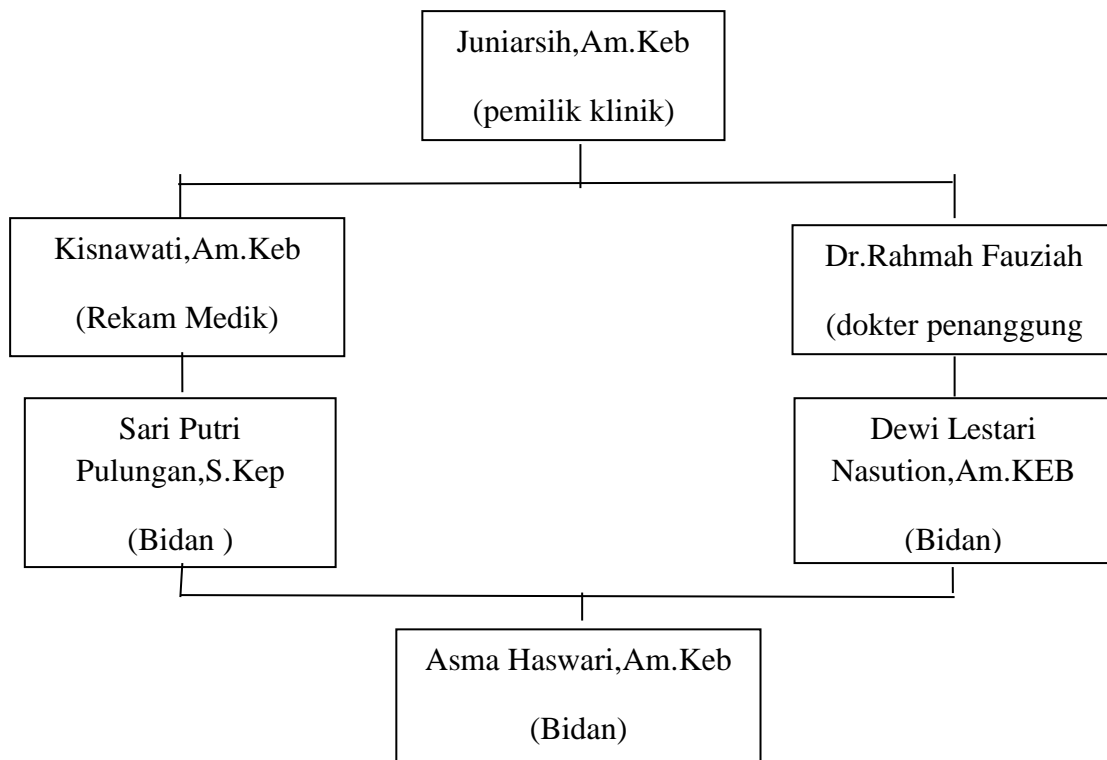 Juniarsih,Am.Keb
(pemilik klinik)
Kisnawati,Am.Keb
(Rekam Medik)
Dr.Rahmah Fauziah
(dokter penanggung
Sari Putri
Pulungan,S.Kep
(Bidan )
Dewi Lestari
Nasution,Am.KEB
(Bidan)
Asma Haswari,Am.Keb
(Bidan)